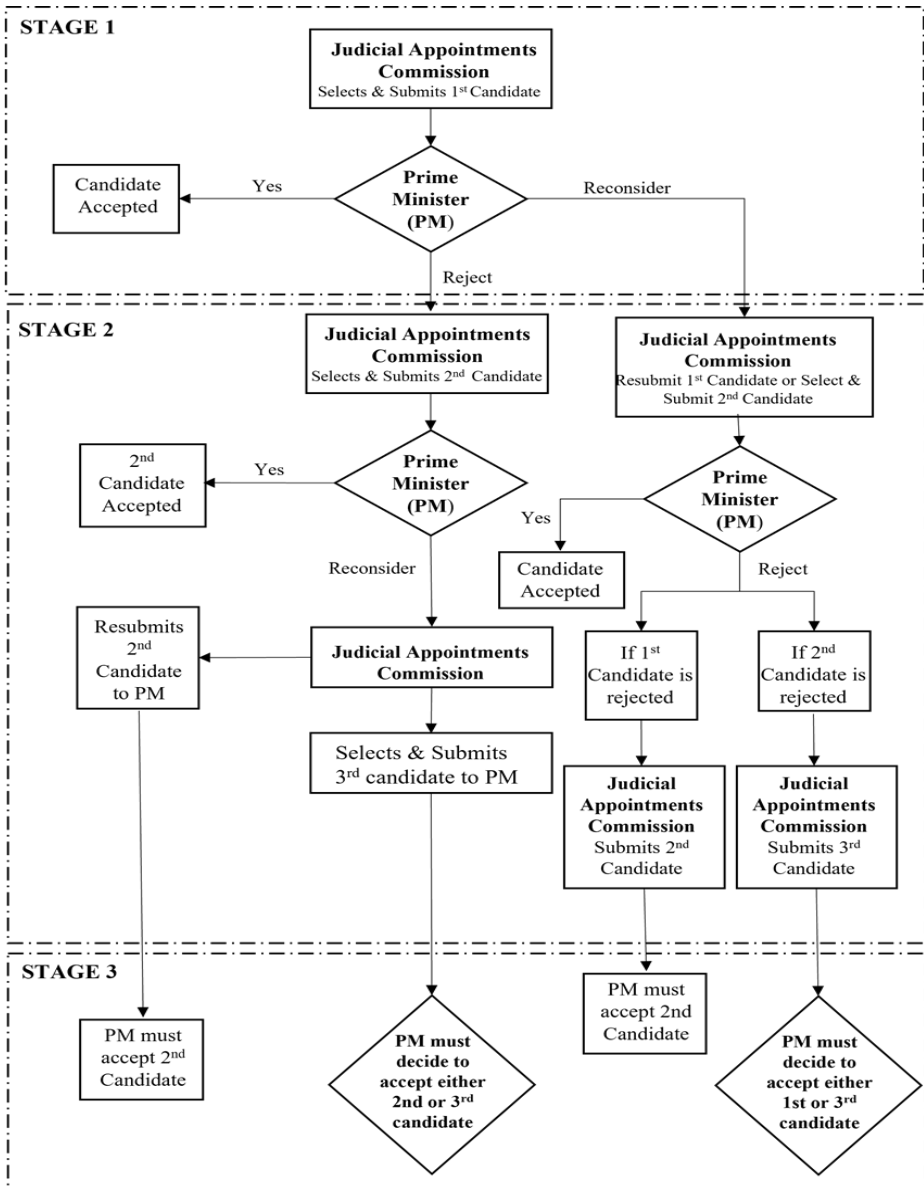 STAGE 1
Judicial Appointments
Commission
Selects & Submits 1st Candidate
Candidate
Accepted
Yes
Prime
Minister
(PM)
Reconsider
Reject
STAGE 2
Judicial Appointments
Commission
Selects & Submits 2nd Candidate
Judicial Appointments
Commission
Resubmit 1st Candidate or Select &
Submit 2nd Candidate
2nd
Candidate
Accepted
Yes
Prime
Minister
(PM)
Prime
Minister
(PM)
Yes
Candidate
Accepted
Reconsider
Reject
Resubmits
2nd
Candidate
to PM
Judicial Appointments
Commission
If 1st
Candidate is
rejected
If 2nd
Candidate is
rejected
Selects & Submits
3rd candidate to PM
Judicial
Appointments
Commission
Submits 2nd
Candidate
Judicial
Appointments
Commission
Submits 3rd
Candidate
STAGE 3
PM must
accept 2nd
Candidate
PM must
decide to
accept either
2nd or 3rd
candidate
PM must
accept 2nd
Candidate
PM must
decide to
accept either
1st or 3rd
candidate